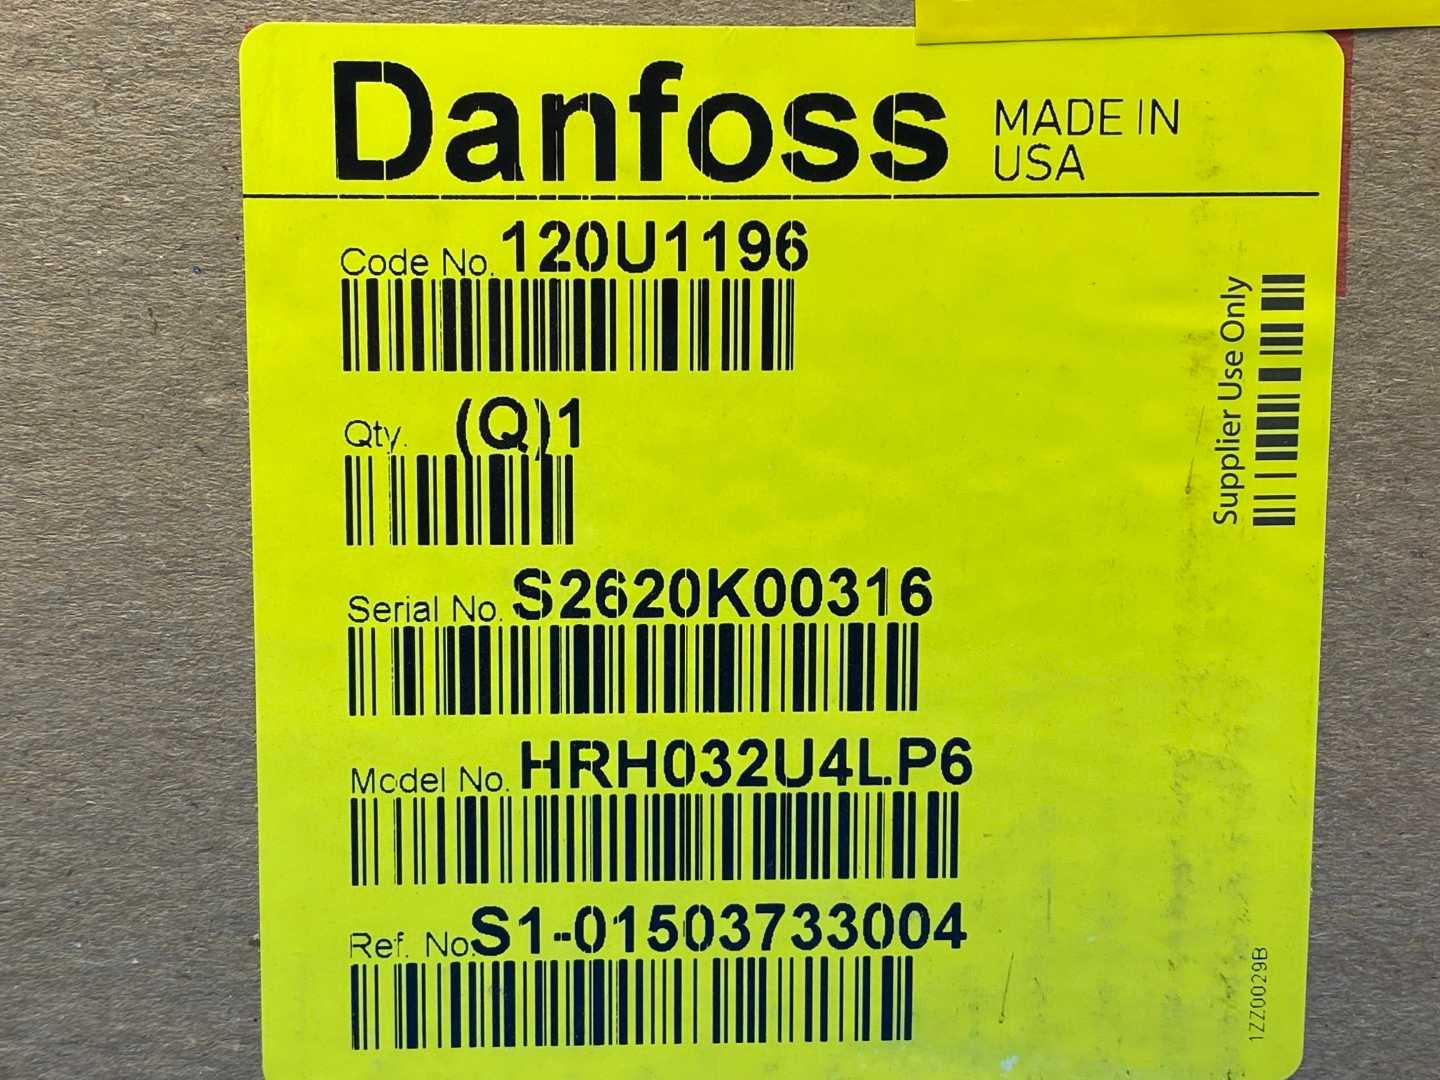 Danfoss
MADE IN
USA
Code No. 120U1196
Qty. (Q)1
Serial No. S2620K00316
Model No. HRH032U4LP6
Ref. No. S1-01503733004
Supplier Use Only
1ZZ0029B